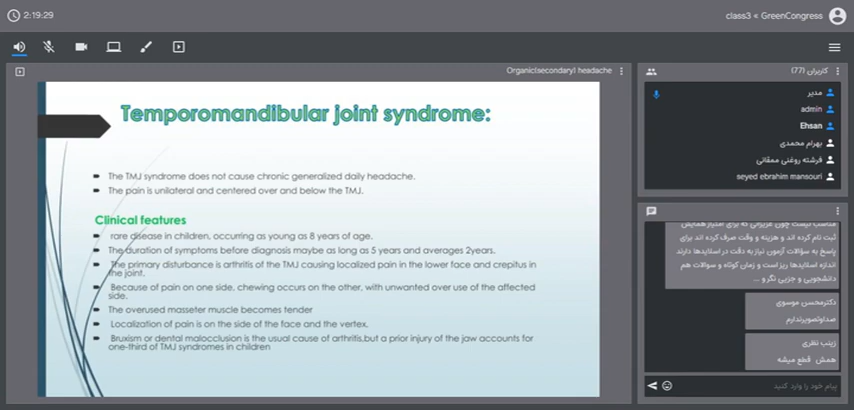 2:19:29
class3 « GreenCongress
Organic(secondary) headache
Temporomandibular joint syndrome:
The TMJ syndrome does not cause chronic generalized daily headache.
The pain is unilateral and centered over and below the TMJ.
Clinical features
rare disease in children, occurring as young as 8 years of age.
The duration of symptoms before diagnosis maybe as long as 5 years and averages 2years.
The primary disturbance is arthritis of the TMJ causing localized pain in the lower face and crepitus in
the joint.
Because of pain on one side, chewing occurs on the other, with unwanted over use of the affected
side.
The overused masseter muscle becomes tender
Localization of pain is on the side of the face and the vertex,
Bruxism or dental malocclusion is the usual cause of arthritis,but a prior injury of the jaw accounts for
one-third of TMJ syndromes in children
کاربران (77)
مدیر
admin
Ehsan
بهرام محمدی
فرشته روغنی ممقانی
seyed ebrahim mansouri
مناسب نیست چون عزیزانی که برای امتیاز همایش
ثبت نام کرده اند و هزینه و وقت صرف کرده اند برای
پاسخ به سؤالات آزمون نیاز به دقت در اسلایدها دارند
اندازه اسلایدها ریز است و زمان کوتاه و سوالات هم
دانشجویی و جزیی نگر و ...
دکترمحسن موسوی
صداوتصویرندارم
زینب نظری
همش قطع میشه
پیام خود را وارد کنید